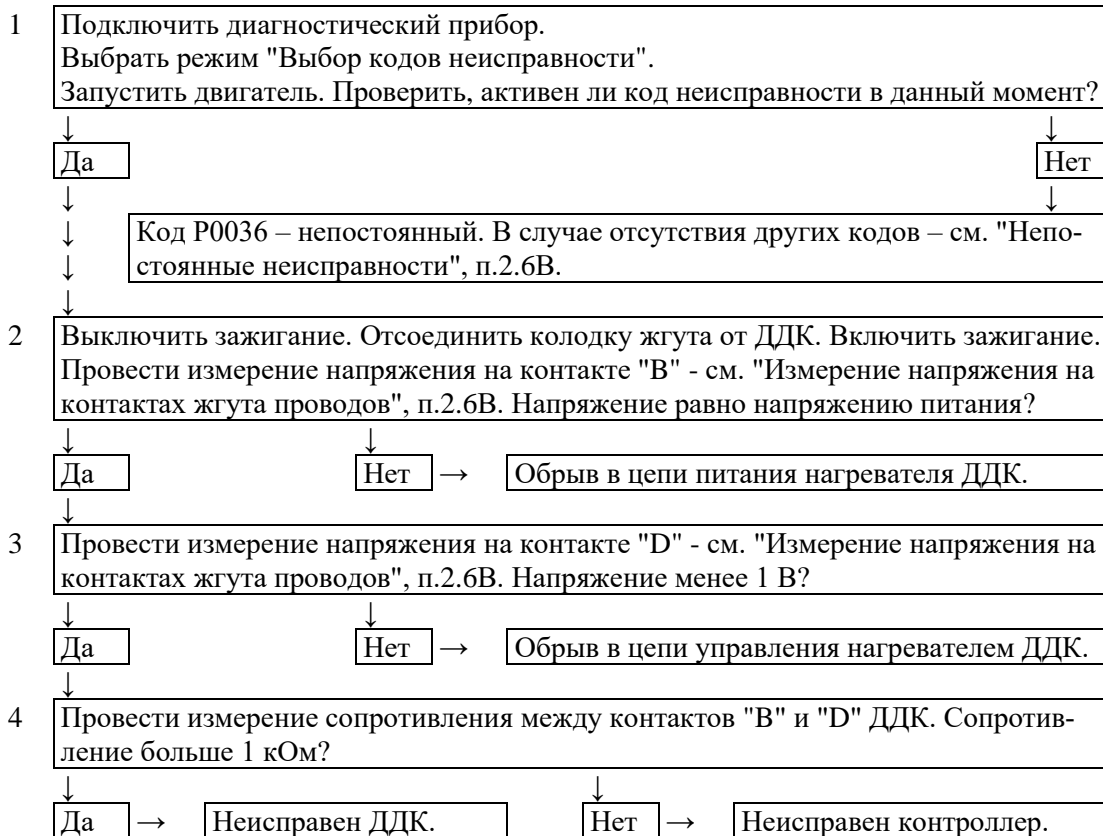 1 Подключить диагностический прибор.
Выбрать режим "Выбор кодов неисправности".
Запустить двигатель. Проверить, активен ли код неисправности в данный момент?
↓ ↓
Да Нет
↓ ↓
↓ Код Р0036 – непостоянный. В случае отсутствия других кодов – см. "Непо-
↓ стоянные неисправности", п.2.6В.
↓
2 Выключить зажигание. Отсоединить колодку жгута от ДДК. Включить зажигание.
Провести измерение напряжения на контакте "В" - см. "Измерение напряжения на
контактах жгута проводов", п.2.6В. Напряжение равно напряжению питания?
↓ ↓
Да Нет → Обрыв в цепи питания нагревателя ДДК.
↓
3 Провести измерение напряжения на контакте "D" - см. "Измерение напряжения на
контактах жгута проводов", п.2.6В. Напряжение менее 1 В?
↓ ↓
Да Нет → Обрыв в цепи управления нагревателем ДДК.
↓
4 Провести измерение сопротивления между контактов "В" и "D" ДДК. Сопротив-
ление больше 1 кОм?
↓ ↓
Да → Неисправен ДДК. Нет → Неисправен контроллер.